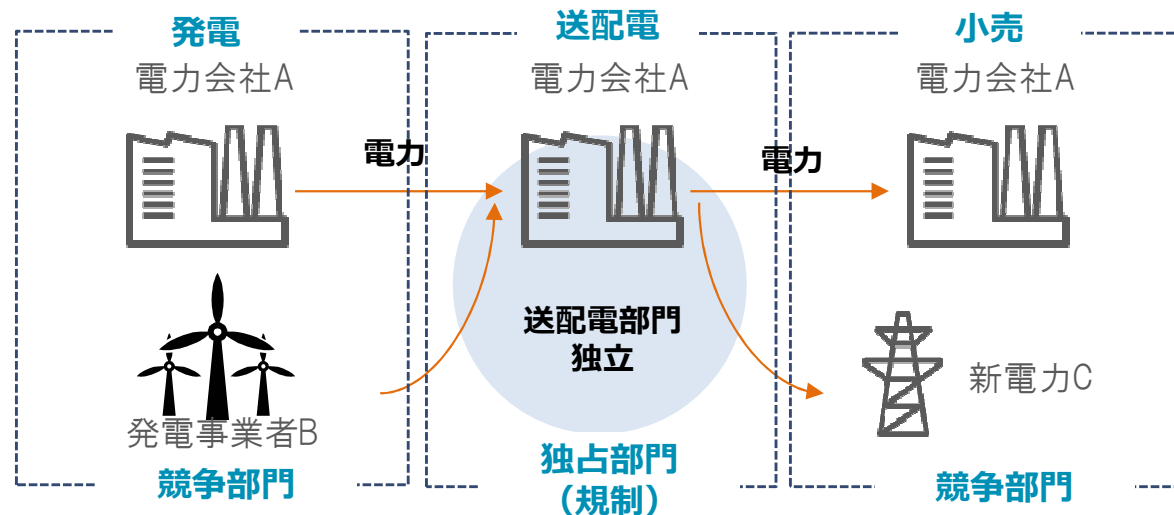 発電
電力会社A
電力
発電事業者B
競争部門
送配電
電力会社A
電力
送配電部門
独立
独占部門
（規制）
小売
電力会社A
新電力C
競争部門